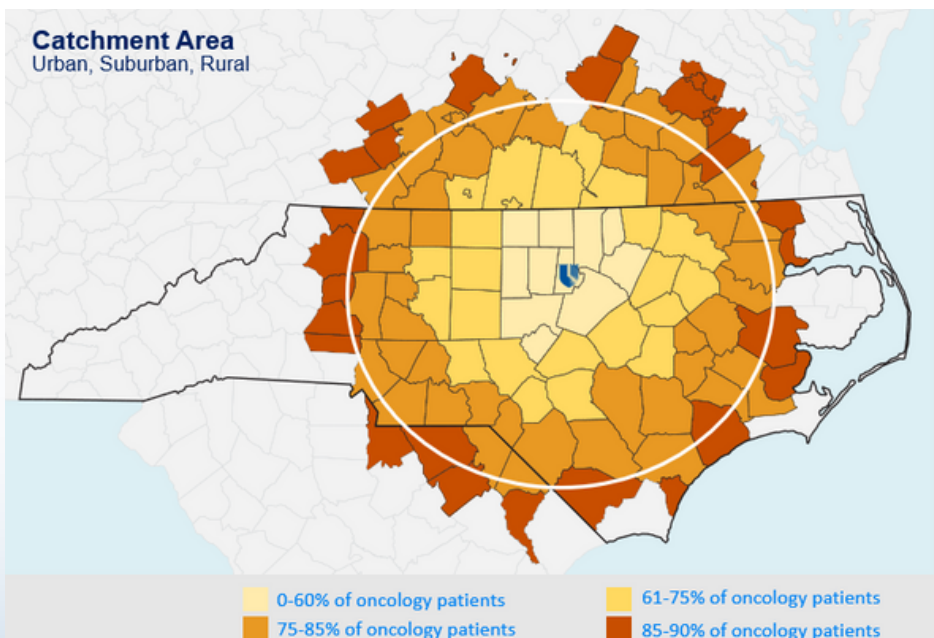 Catchment Area
Urban, Suburban, Rural
0-60% of oncology patients
61-75% of oncology patients
75-85% of oncology patients
85-90% of oncology patients